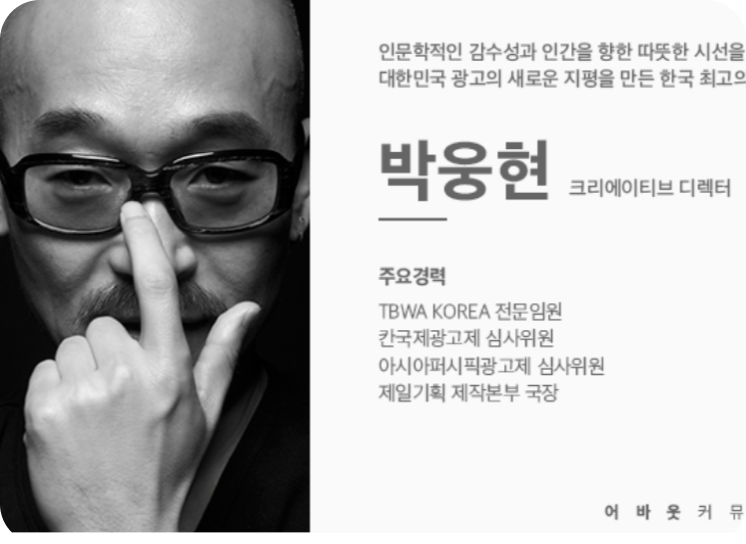 인문학적인 감수성과 인간을 향한 따뜻한 시선을
대한민국 광고의 새로운 지평을 만든 한국 최고의
박웅현 크리에이티브 디렉터
주요경력
TBWA KOREA 전문임원
칸국제광고제 심사위원
아시아퍼시픽광고제 심사위원
제일기획 제작본부 국장
어바웃커뮤